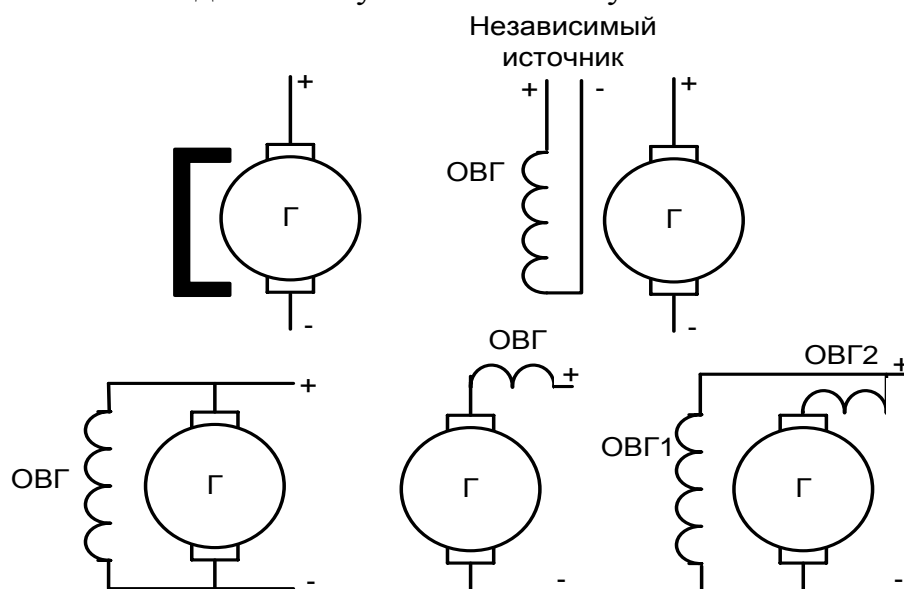 Независимый
источник
+ + - +
ОВГ
Г Г
- -
ОВГ ОВГ2
+ + +
ОВГ ОВГ1
Г Г Г
- - -